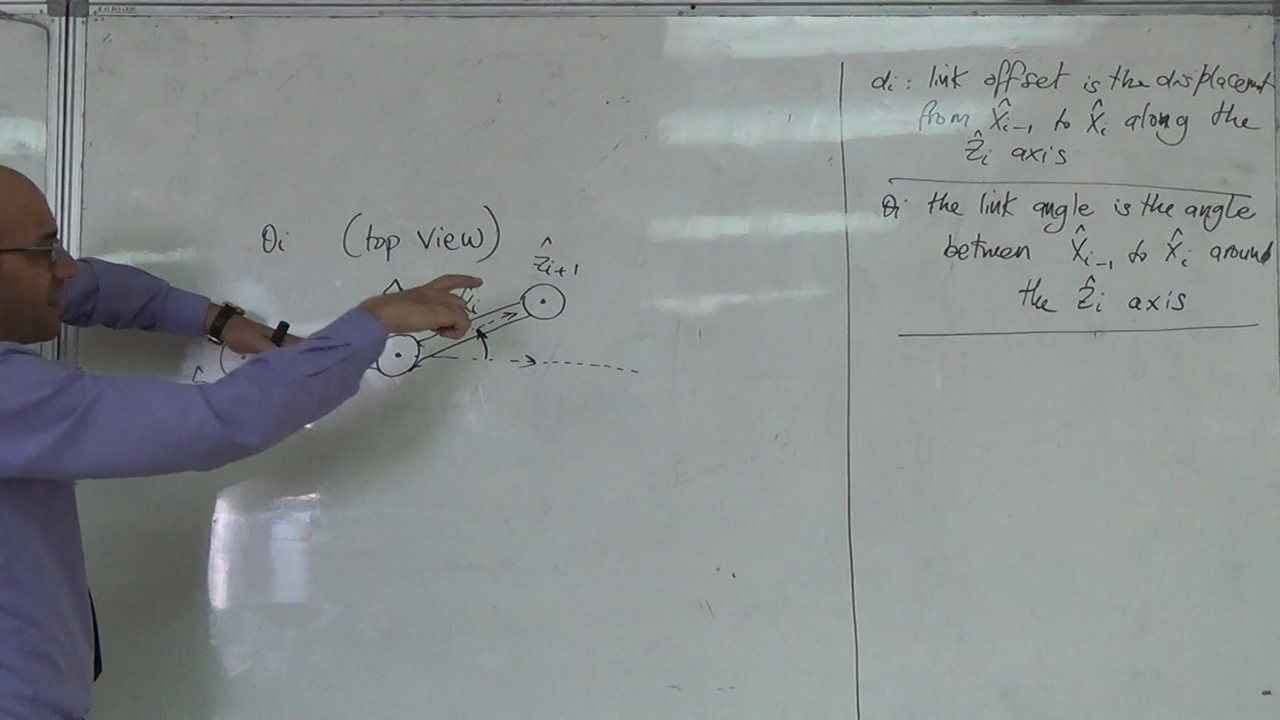 θi (top view)
ẑi+1
di : link offset is the displacement
from x̂i-1 to x̂i along the
ẑi axis
θi the link angle is the angle
between x̂i-1 to x̂i around
the ẑi axis